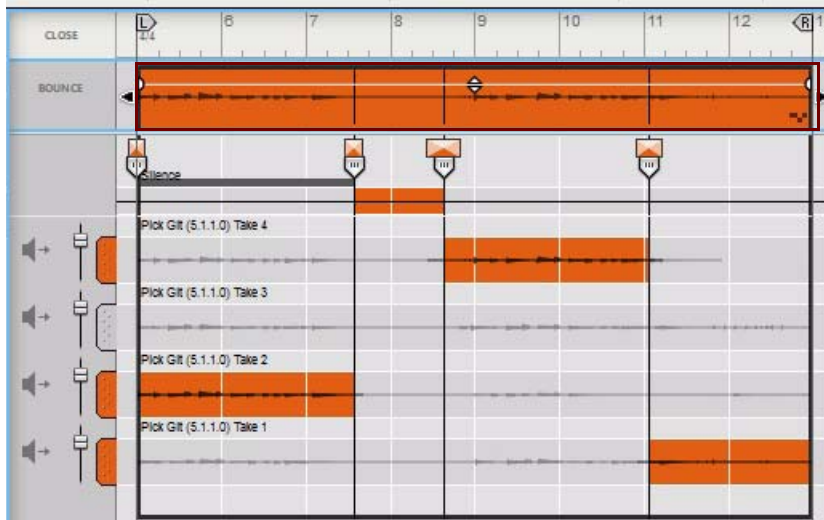 CLOSE
L 6 7 8 9 10 11 12 R 1
4/4
BOUNCE
Silence
Pick Git (5.1.1.0) Take 4
Pick Git (5.1.1.0) Take 3
Pick Git (5.1.1.0) Take 2
Pick Git (5.1.1.0) Take 1